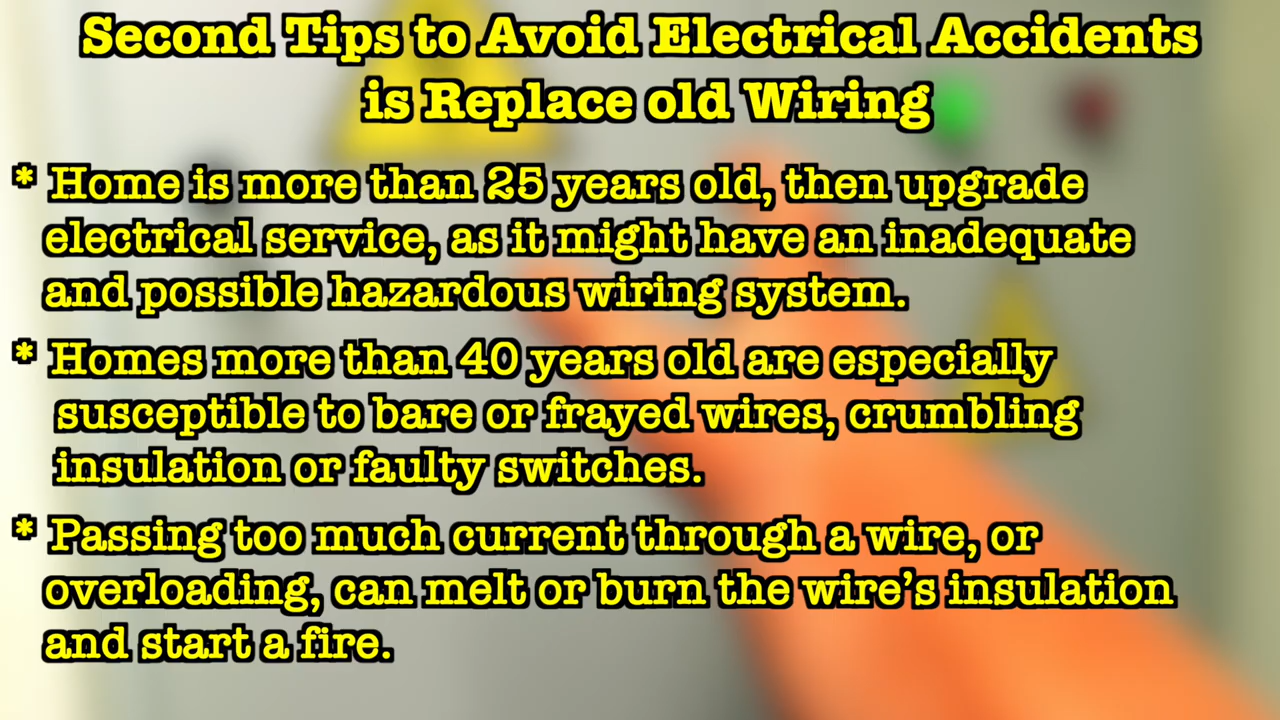 Second Tips to Avoid Electrical Accidents
is Replace old Wiring
* Home is more than 25 years old, then upgrade
electrical service, as it might have an inadequate
and possible hazardous wiring system.
* Homes more than 40 years old are especially
susceptible to bare or frayed wires, crumbling
insulation or faulty switches.
* Passing too much current through a wire, or
overloading, can melt or burn the wire’s insulation
and start a fire.